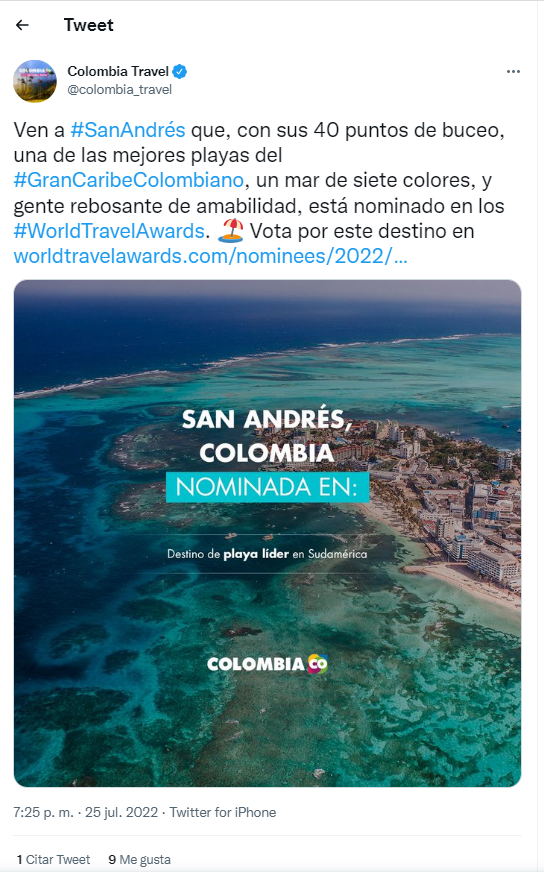 Tweet
Colombia Travel
@colombia_travel
Ven a #SanAndrés que, con sus 40 puntos de buceo,
una de las mejores playas del
#GranCaribeColombiano, un mar de siete colores, y
gente rebosante de amabilidad, está nominado en los
#WorldTravelAwards. 🏖️ Vota por este destino en
worldtravelawards.com/nominees/2022/...
SAN ANDRÉS,
COLOMBIA
NOMINADA EN:
Destino de playa líder en Sudamérica
COLOMBIA CO
7:25 p. m. · 25 jul. 2022 · Twitter for iPhone
1 Citar Tweet 9 Me gusta